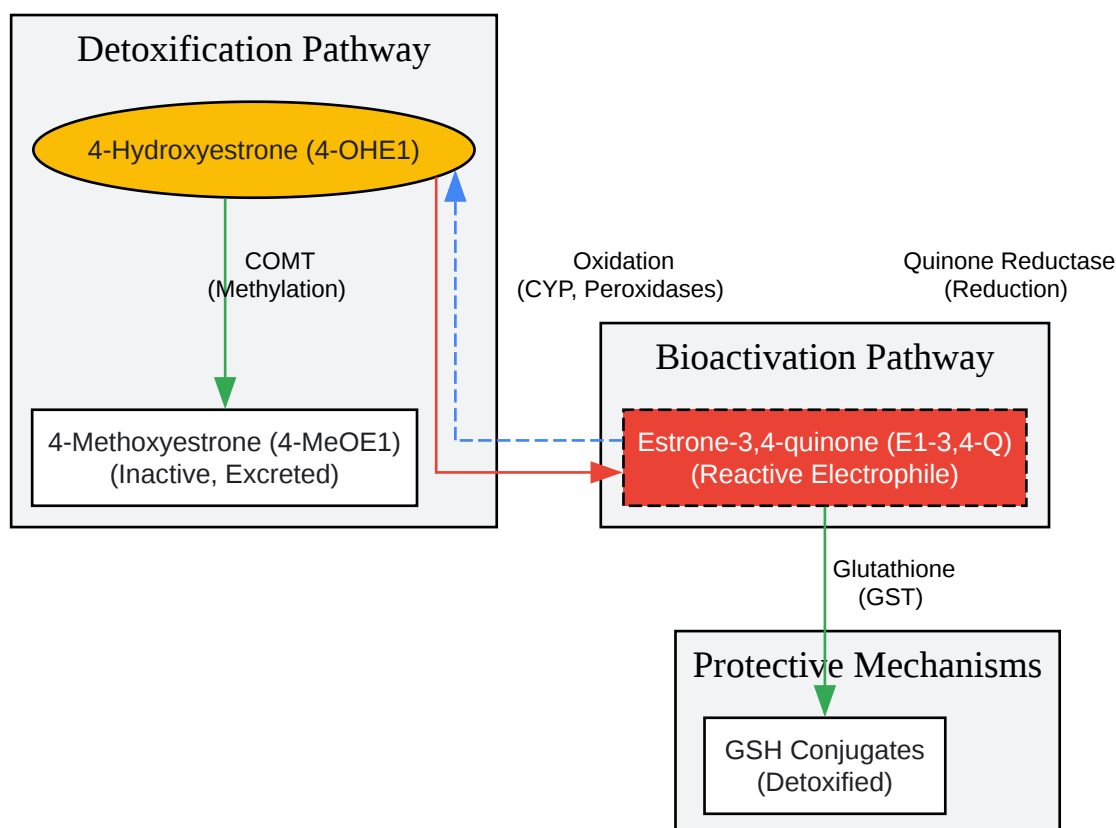 Detoxification Pathway
4-Hydroxyestrone (4-OHE1)
COMT
(Methylation)
4-Methoxyestrone (4-MeOE1)
(Inactive, Excreted)
Oxidation
(CYP, Peroxidases)
Quinone Reductase
(Reduction)
Bioactivation Pathway
Estrone-3,4-quinone (E1-3,4-Q)
(Reactive Electrophile)
Glutathione
(GST)
Protective Mechanisms
GSH Conjugates
(Detoxified)